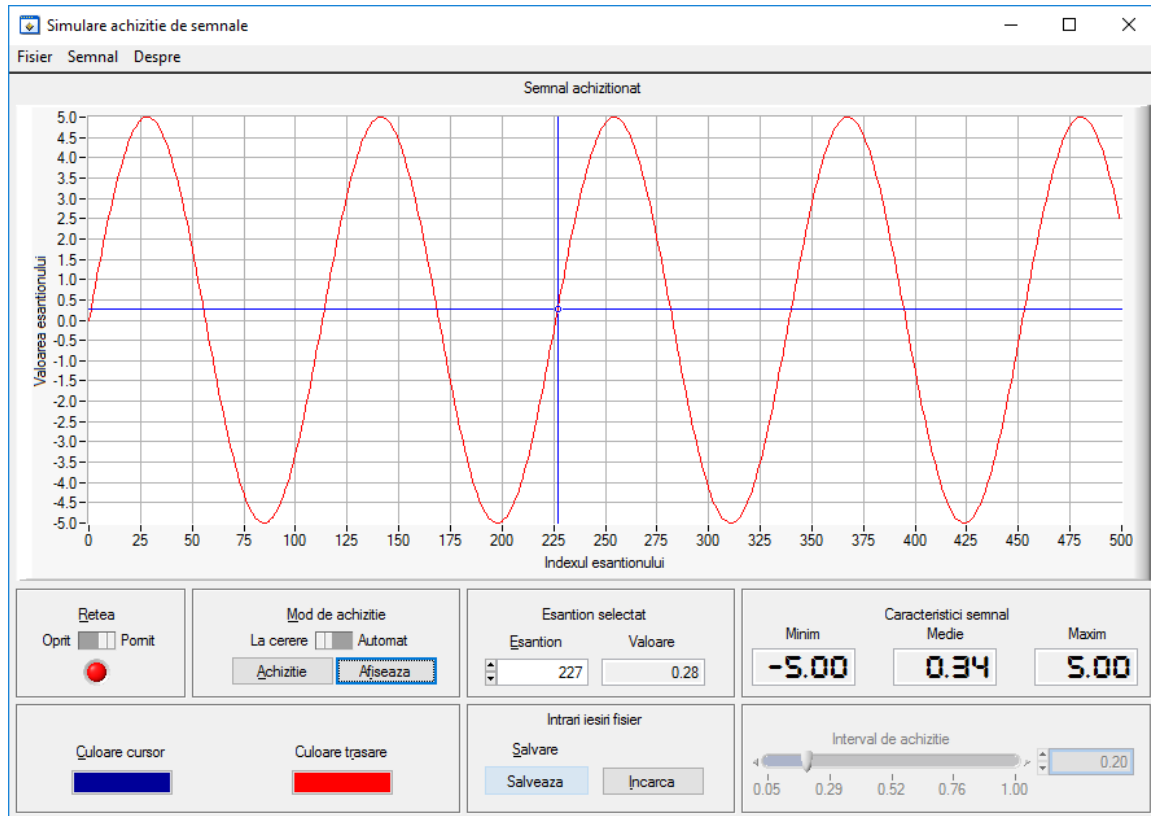 Simulare achizitie de semnale
Fisier Semnal Despre
Semnal achizitionat
Valoarea esantionului
5.0
4.5
4.0
3.5
3.0
2.5
2.0
1.5
1.0
0.5
0.0
-0.5
-1.0
-1.5
-2.0
-2.5
-3.0
-3.5
-4.0
-4.5
-5.0
0 25 50 75 100 125 150 175 200 225 250 275 300 325 350 375 400 425 450 475 500
Indexul esantionului
Retea
Oprit Pornit
Mod de achizitie
La cerere Automat
Achizitie Afiseaza
Esantion selectat
Esantion Valoare
227 0.28
Caracteristici semnal
Minim Medie Maxim
-5.00 0.34 5.00
Culoare cursor Culoare trasare
Intrari iesiri fisier
Salvare
Salveaza Incarca
Interval de achizitie
0.20
0.05 0.29 0.52 0.76 1.00